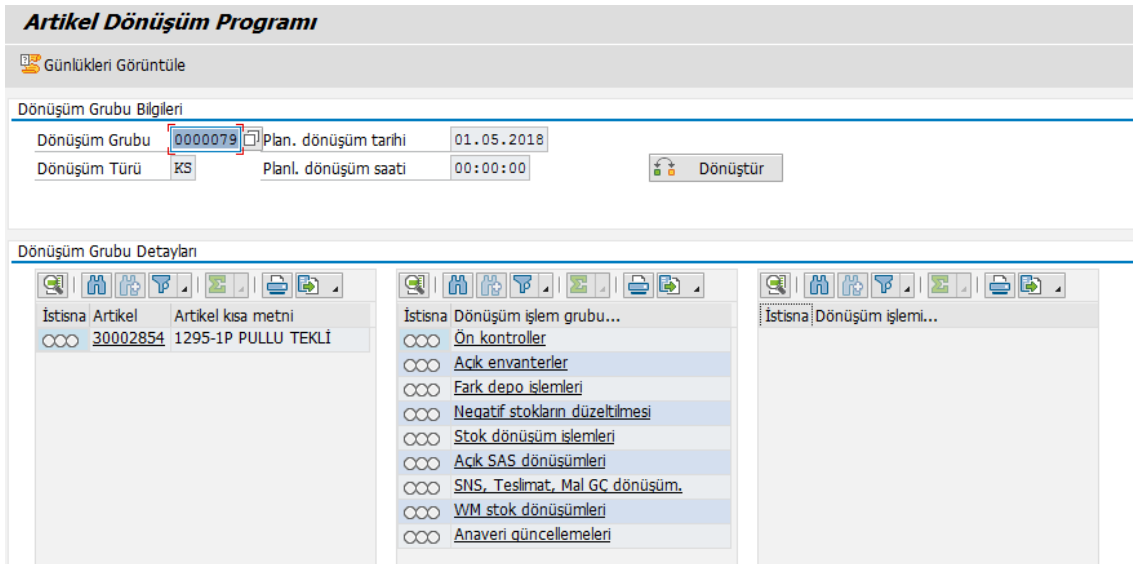 Artikel Dönüşüm Programı
Günlükleri Görüntüle
Dönüşüm Grubu Bilgileri
Dönüşüm Grubu 0000079 Plan. dönüşüm tarihi 01.05.2018
Dönüşüm Türü KS Planl. dönüşüm saati 00:00:00 Dönüştür
Dönüşüm Grubu Detayları
İstisna Artikel Artikel kısa metni
30002854 1295-1P PULLU TEKLİ
İstisna Dönüşüm işlem grubu...
Ön kontroller
Açık envanterler
Fark depo işlemleri
Negatif stokların düzeltilmesi
Stok dönüşüm işlemleri
Açık SAS dönüşümleri
SNS, Teslimat, Mal GÇ dönüşüm.
WM stok dönüşümleri
Anaveri güncellemeleri
İstisna Dönüşüm işlemi...